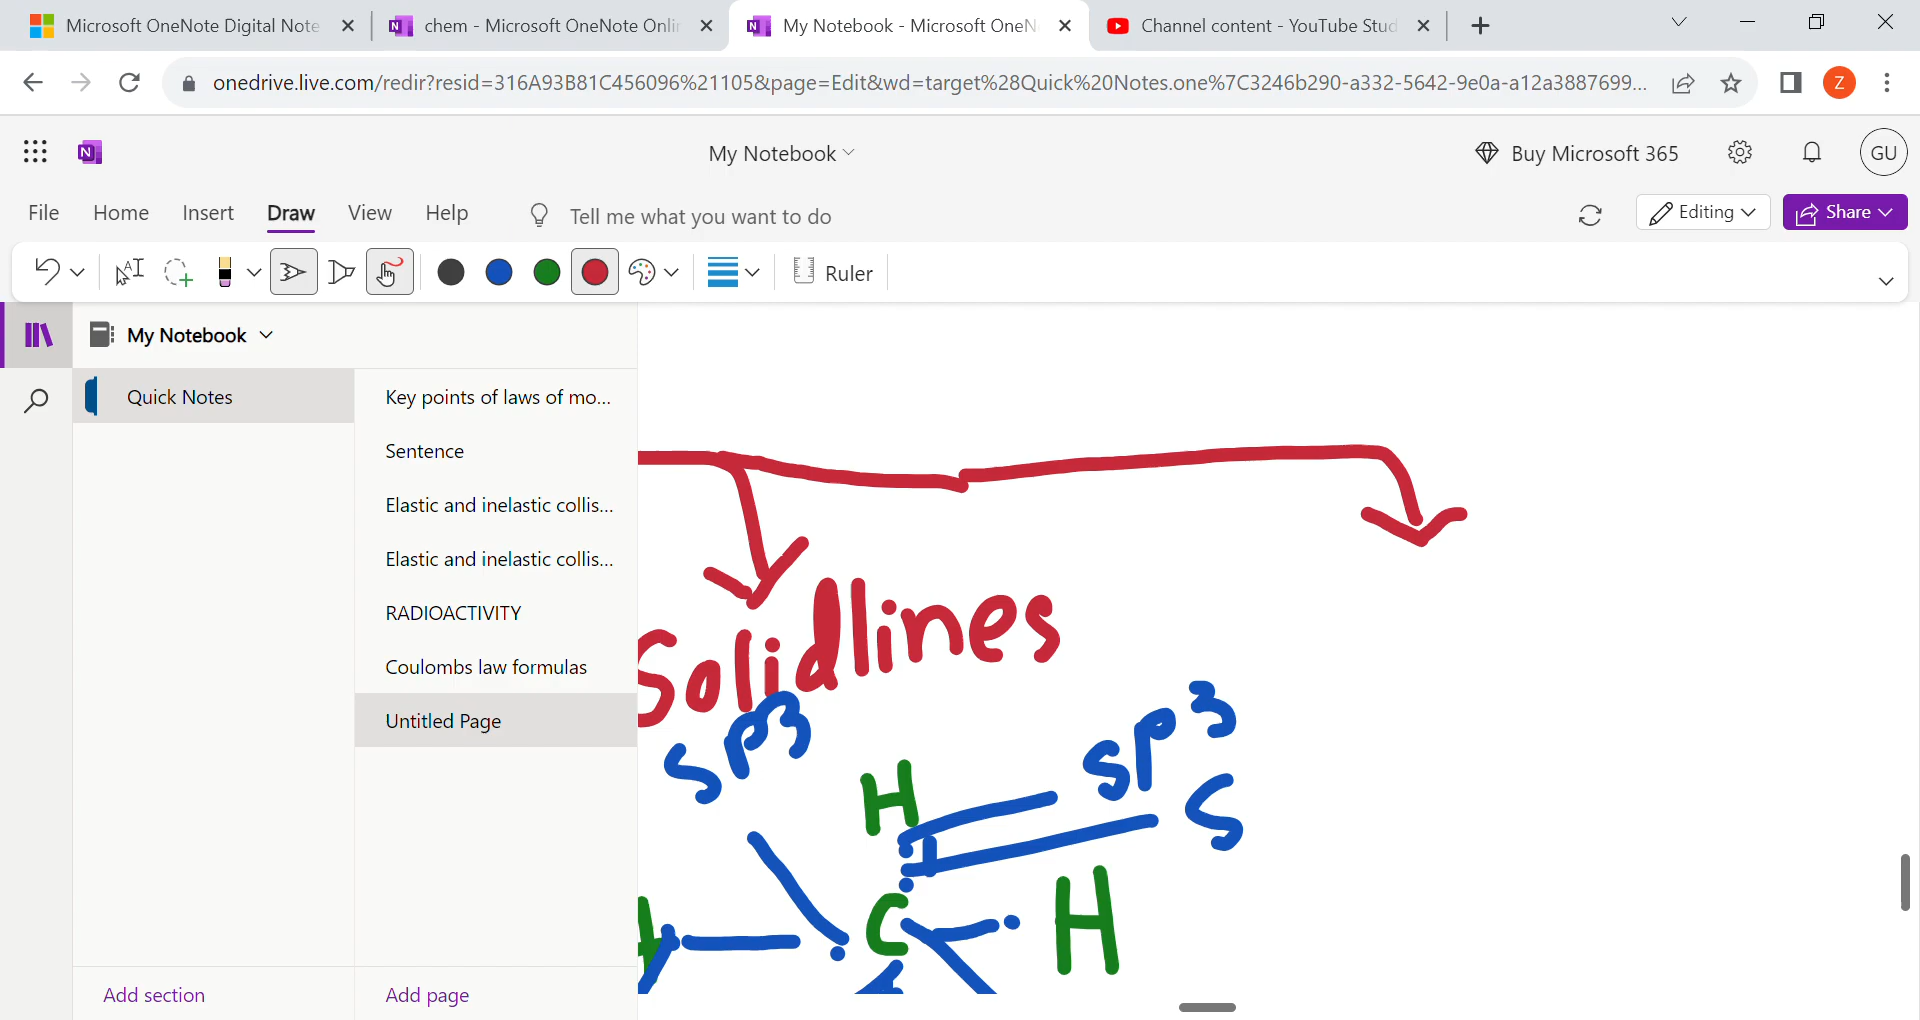 Microsoft OneNote Digital Note
chem - Microsoft OneNote Onlin
My Notebook - Microsoft OneN
Channel content - YouTube Stud
onedrive.live.com/redir?resid=316A93B81C456096%21105&page=Edit&wd=target%28Quick%20Notes.one%7C3246b290-a332-5642-9e0a-a12a3887699...
Z
N
My Notebook
Buy Microsoft 365
GU
File Home Insert Draw View Help Tell me what you want to do
Editing
Share
Ruler
My Notebook
Quick Notes
Key points of laws of mo...
Sentence
Elastic and inelastic collis...
Elastic and inelastic collis...
RADIOACTIVITY
Coulombs law formulas
Untitled Page
Add section
Add page
Solidlines
sp3
sp3
H
S
C
H